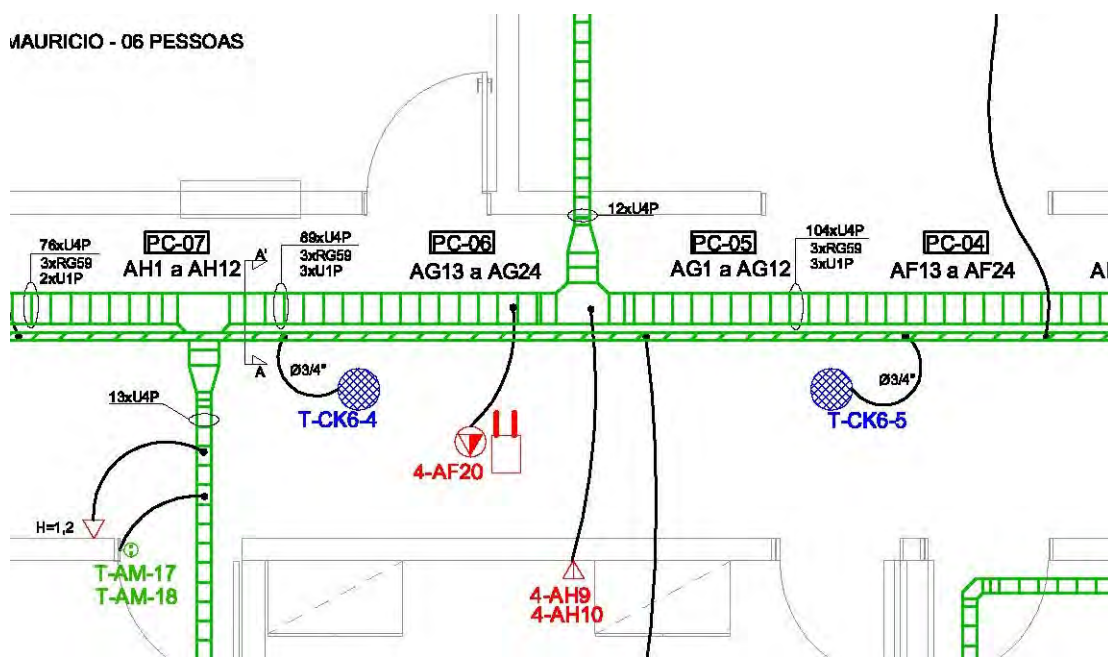 MAURICIO - 06 PESSOAS
12xU4P
76xU4P
3xRG59
2xU1P
PC-07
AH1 a AH12
A'
89xU4P
3xRG59
3xU1P
PC-06
AG13 a AG24
PC-05
AG1 a AG12
104xU4P
3xRG59
3xU1P
PC-04
AF13 a AF24
A
Ø3/4"
T-CK6-4
Ø3/4"
T-CK6-5
13xU4P
4-AF20
H=1,2
T-AM-17
T-AM-18
4-AH9
4-AH10